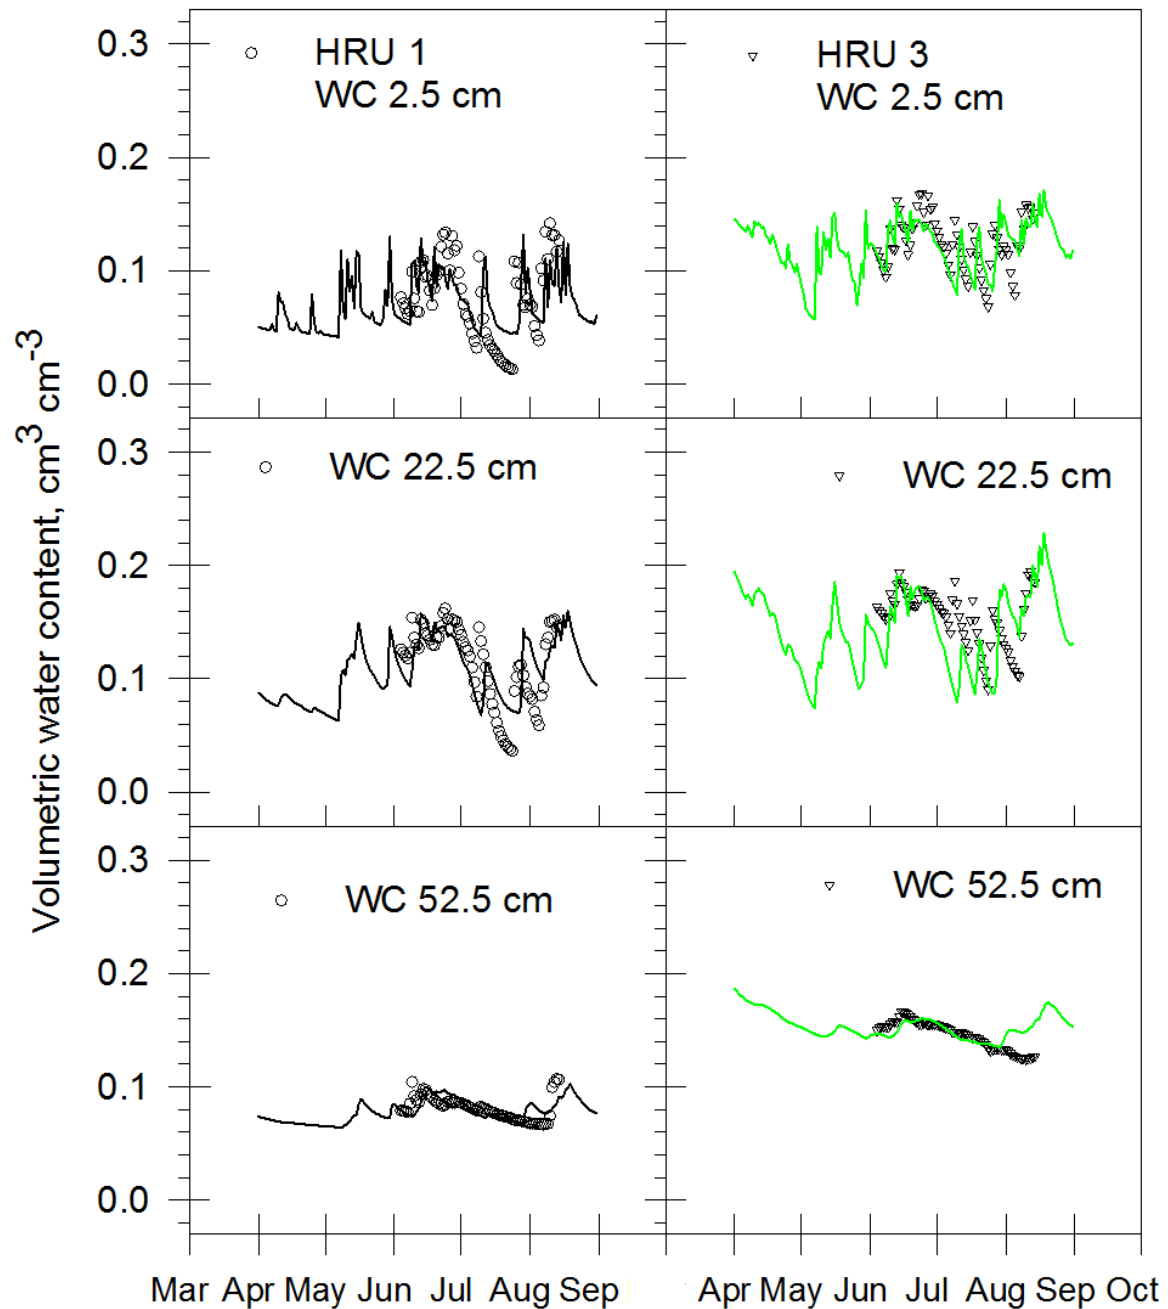 HRU 1
WC 2.5 cm
HRU 3
WC 2.5 cm
0.3
0.2
0.1
0.0
WC 22.5 cm
WC 22.5 cm
0.3
0.2
0.1
0.0
WC 52.5 cm
WC 52.5 cm
0.3
0.2
0.1
0.0
Volumetric water content, cm³ cm⁻³
Mar Apr May Jun Jul Aug Sep
Apr May Jun Jul Aug Sep Oct